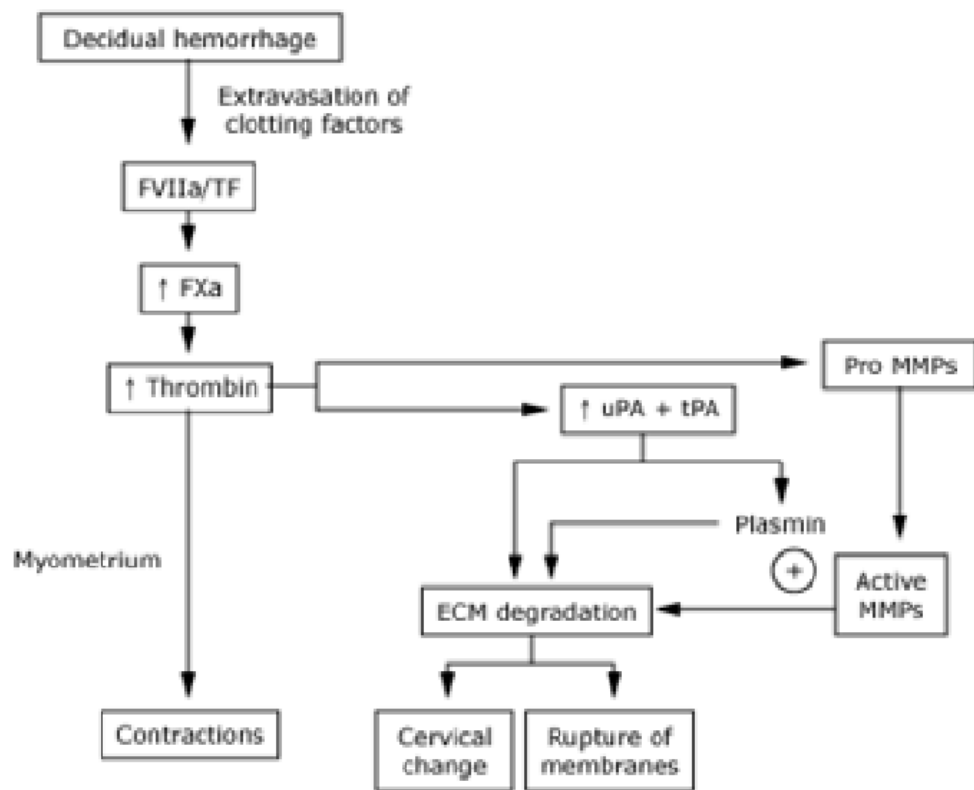 Decidual hemorrhage
Extravasation of
clotting factors
FVIIa/TF
↑ FXa
↑ Thrombin
Pro MMPs
↑ uPA + tPA
Plasmin
Myometrium
+
Active
MMPs
ECM degradation
Contractions
Cervical
change
Rupture of
membranes